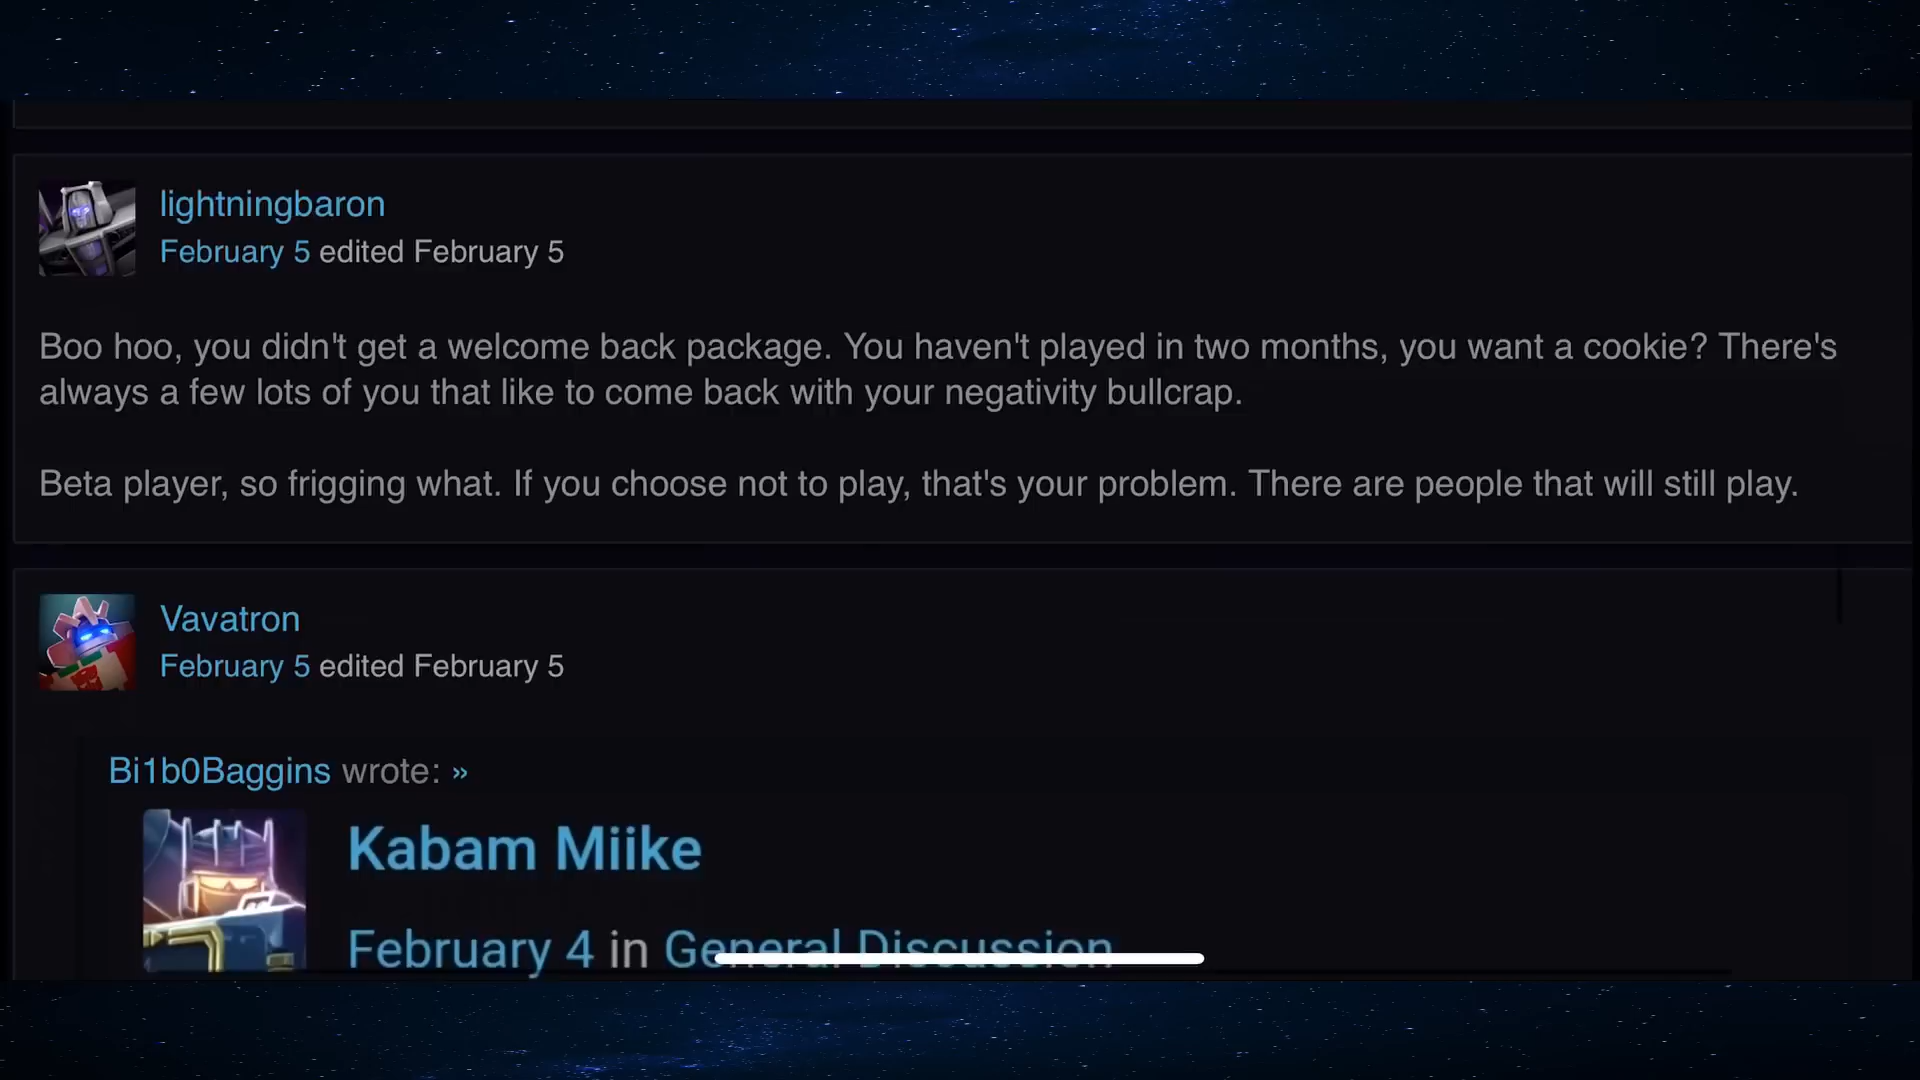 lightningbaron
February 5 edited February 5
Boo hoo, you didn't get a welcome back package. You haven't played in two months, you want a cookie? There's
always a few lots of you that like to come back with your negativity bullcrap.
Beta player, so frigging what. If you choose not to play, that's your problem. There are people that will still play.
Vavatron
February 5 edited February 5
Bi1b0Baggins wrote: »
Kabam Miike
February 4 in General Discussion